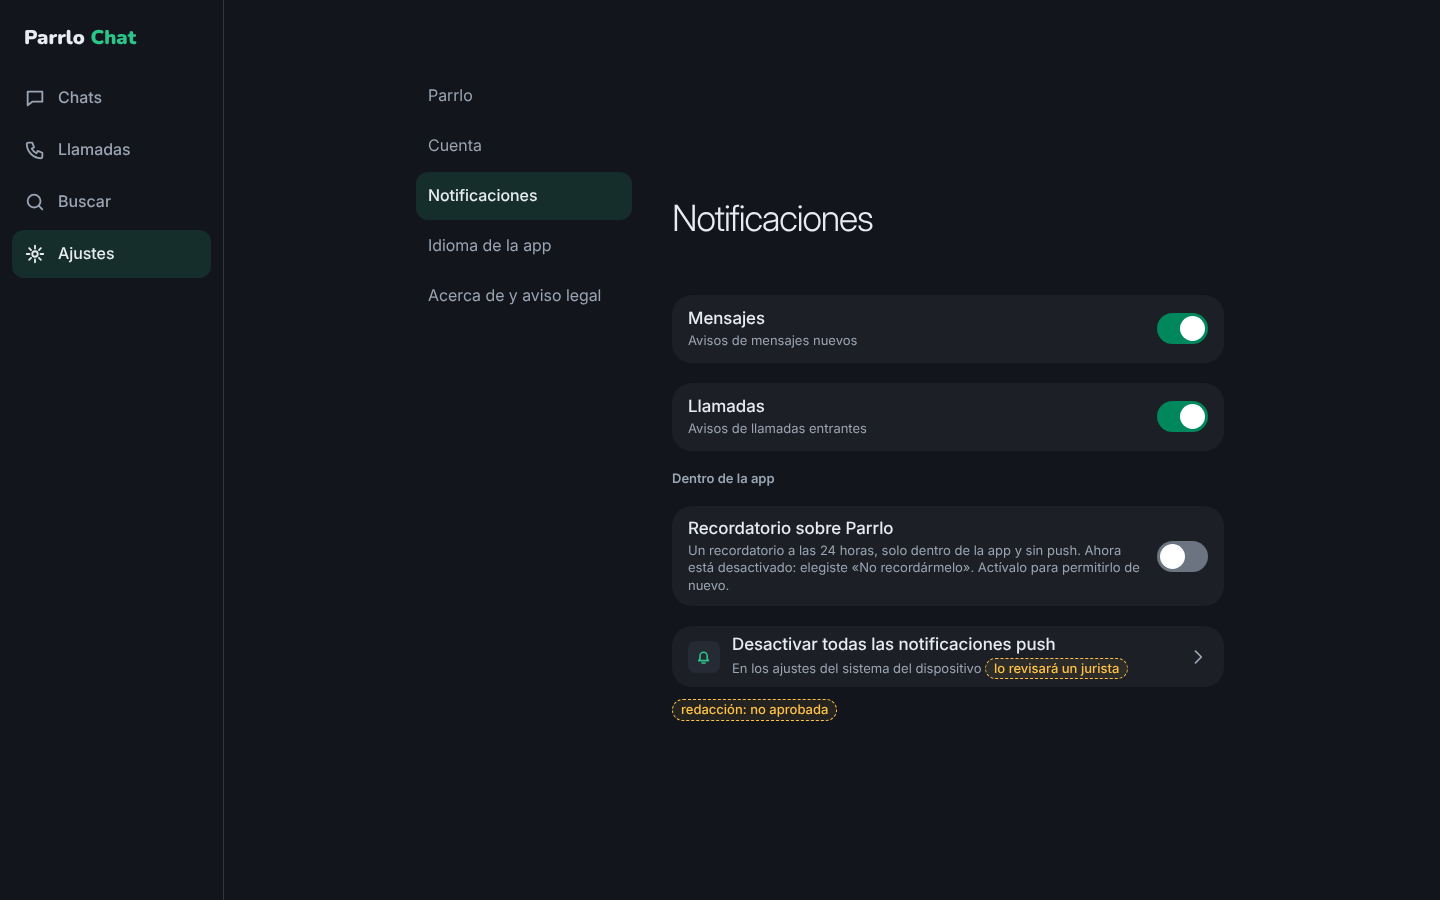 Parrlo Chat
Chats
Llamadas
Buscar
Ajustes
Parrlo
Cuenta
Notificaciones
Idioma de la app
Acerca de y aviso legal
Notificaciones
Mensajes
Avisos de mensajes nuevos
Llamadas
Avisos de llamadas entrantes
Dentro de la app
Recordatorio sobre Parrlo
Un recordatorio a las 24 horas, solo dentro de la app y sin push. Ahora
está desactivado: elegiste «No recordármelo». Actívalo para permitirlo de
nuevo.
Desactivar todas las notificaciones push
En los ajustes del sistema del dispositivo lo revisará un jurista
redacción: no aprobada